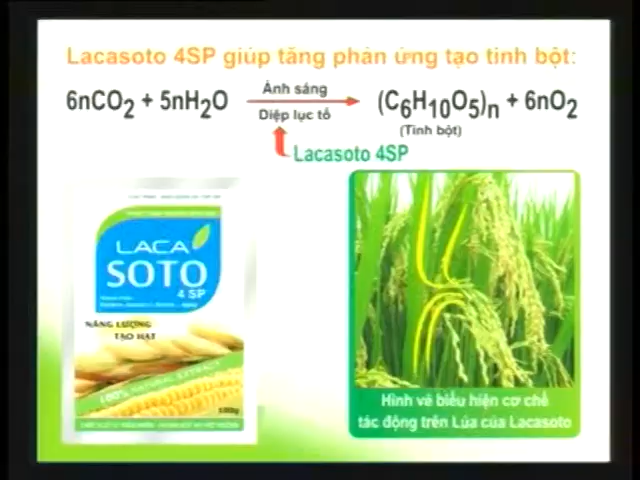 Lacasoto 4SP giúp tăng phản ứng tạo tinh bột:
6nCO2 + 5nH2O
Ánh sáng
Diệp lục tố
(C6H10O5)n + 6nO2
(Tinh bột)
Lacasoto 4SP
LACA
SOTO
4 SP
NĂNG LƯỢNG
TẠO HẠT
100% NATURAL EXTRACT
Hình vẽ biểu hiện cơ chế
tác động trên Lúa của Lacasoto